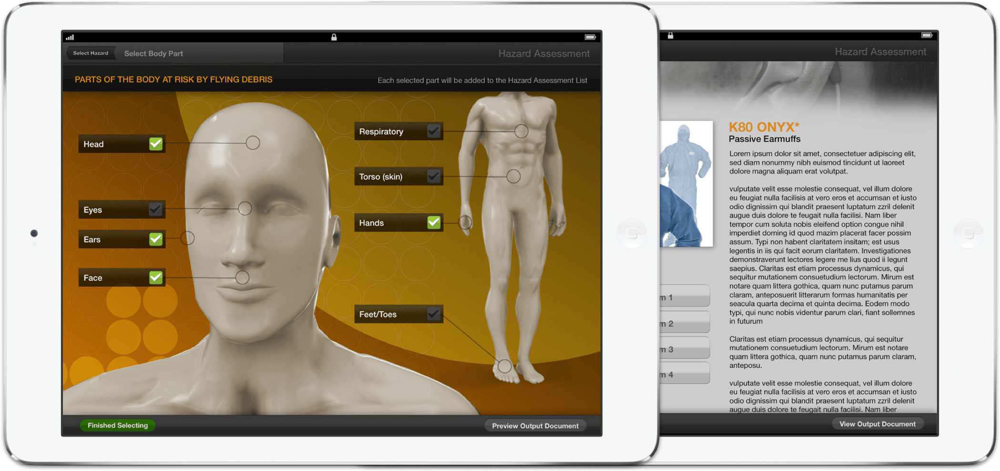 Select Hazard
Select Body Part
Hazard Assessment
PARTS OF THE BODY AT RISK BY FLYING DEBRIS
Each selected part will be added to the Hazard Assessment List
Head
Eyes
Ears
Face
Respiratory
Torso (skin)
Hands
Feet/Toes
Finished Selecting
Preview Output Document
Hazard Assessment
K80 ONYX*
Passive Earmuffs
Lorem ipsum dolor sit amet, consectetuer adipiscing elit,
sed diam nonummy nibh euismod tincidunt ut laoreet
dolore magna aliquam erat volutpat.
vulputate velit esse molestie consequat, vel illum dolore
eu feugiat nulla facilisis at vero eros et accumsan et iusto
odio dignissim qui blandit praesent luptatum zzril delenit
augue duis dolore te feugait nulla facilisi. Nam liber
tempor cum soluta nobis eleifend option congue nihil
imperdiet doming id quod mazim placerat facer possim
assum. Typi non habent claritatem insitam; est usus
legentis in iis qui facit eorum claritatem. Investigationes
demonstraverunt lectores legere me lius quod ii legunt
saepius. Claritas est etiam processus dynamicus, qui
sequitur mutationem consuetudium lectorum. Mirum est
notare quam littera gothica, quam nunc putamus parum
claram, anteposuerit litterarum formas humanitatis per
seacula quarta decima et quinta decima. Eodem modo
typi, qui nunc nobis videntur parum clari, fiant sollemnes
in futurum
Claritas est etiam processus dynamicus, qui sequitur
mutationem consuetudium lectorum. Mirum est notare
quam littera gothica, quam nunc putamus parum claram,
anteposu.
vulputate velit esse molestie consequat, vel illum dolore
eu feugiat nulla facilisis at vero eros et accumsan et iusto
odio dignissim qui blandit praesent luptatum zzril delenit
augue duis dolore te feugait nulla facilisi. Nam liber
m 1
m 2
m 3
m 4
View Output Document